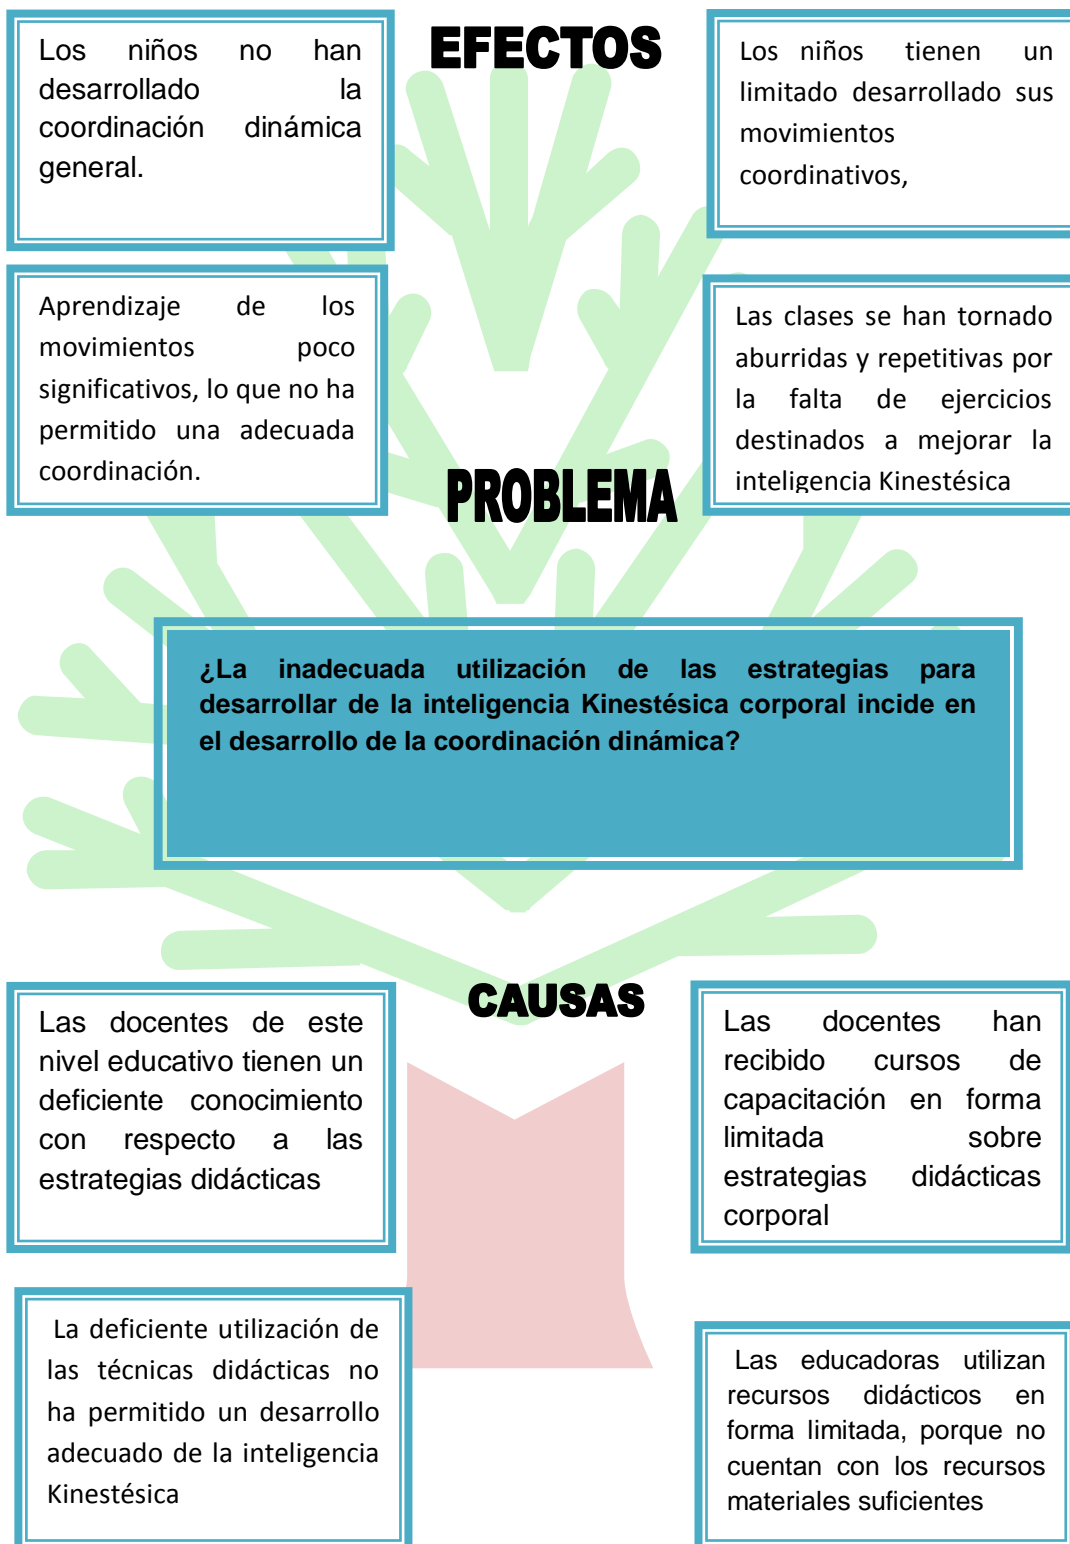 EFECTOS
Los niños no han
desarrollado la
coordinación dinámica
general.
Los niños tienen un
limitado desarrollado sus
movimientos
coordinativos,
Aprendizaje de los
movimientos poco
significativos, lo que no ha
permitido una adecuada
coordinación.
Las clases se han tornado
aburridas y repetitivas por
la falta de ejercicios
destinados a mejorar la
inteligencia Kinestésica
PROBLEMA
¿La inadecuada utilización de las estrategias para
desarrollar de la inteligencia Kinestésica corporal incide en
el desarrollo de la coordinación dinámica?
CAUSAS
Las docentes de este
nivel educativo tienen un
deficiente conocimiento
con respecto a las
estrategias didácticas
Las docentes han
recibido cursos de
capacitación en forma
limitada sobre
estrategias didácticas
corporal
La deficiente utilización de
las técnicas didácticas no
ha permitido un desarrollo
adecuado de la inteligencia
Kinestésica
Las educadoras utilizan
recursos didácticos en
forma limitada, porque no
cuentan con los recursos
materiales suficientes